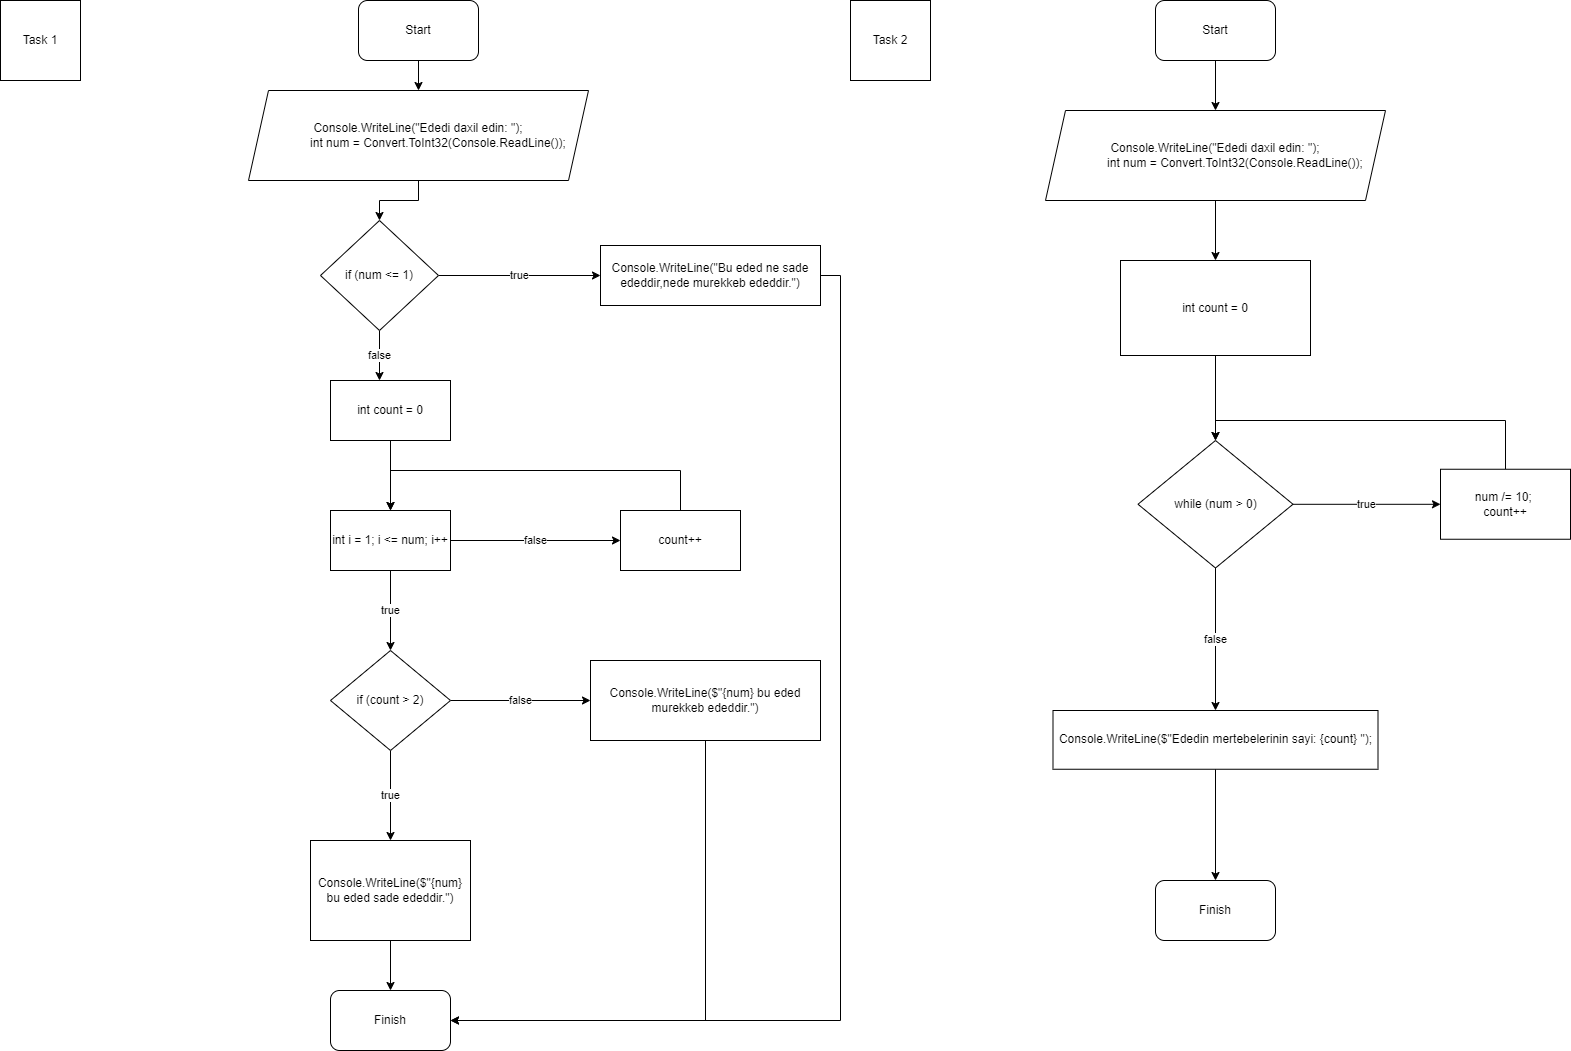 Task 1
Start
Console.WriteLine("Ededi daxil edin: ");
int num = Convert.ToInt32(Console.ReadLine());
if (num <= 1)
true
Console.WriteLine("Bu eded ne sade
ededdir,nede murekkeb ededdir.")
false
int count = 0
int i = 1; i <= num; i++
false
count++
true
if (count > 2)
false
Console.WriteLine($"{num} bu eded
murekkeb ededdir.")
true
Console.WriteLine($"{num}
bu eded sade ededdir.")
Finish
Task 2
Start
Console.WriteLine("Ededi daxil edin: ");
int num = Convert.ToInt32(Console.ReadLine());
int count = 0
while (num > 0)
true
num /= 10;
count++
false
Console.WriteLine($"Ededin mertebelerinin sayi: {count} ");
Finish